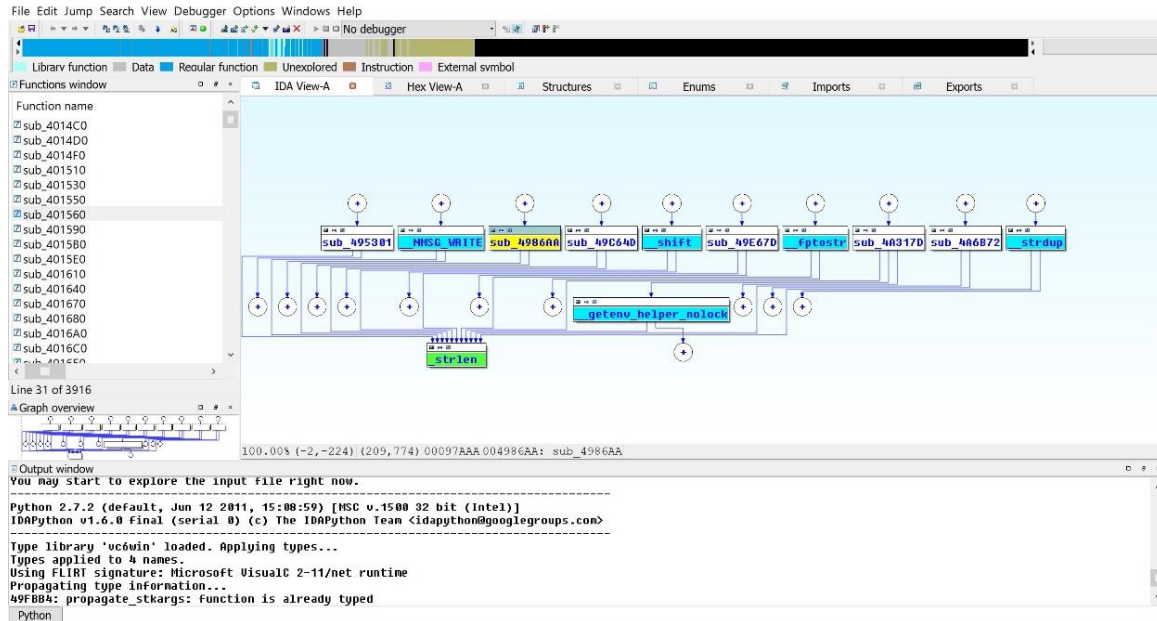 File Edit Jump Search View Debugger Options Windows Help
No debugger
Library function Data Regular function Unexplored Instruction External symbol
Functions window
IDA View-A Hex View-A Structures Enums Imports Exports
Function name
sub_4014C0
sub_4014D0
sub_4014F0
sub_401510
sub_401530
sub_401550
sub_401560
sub_401590
sub_4015B0
sub_4015E0
sub_401610
sub_401640
sub_401670
sub_401680
sub_4016A0
sub_4016C0
Line 31 of 3916
Graph overview
sub_495301 __NMSG_WRITE sub_4986AA sub_49C64D __shift sub_49E67D __fptostr sub_4A317D sub_4A6B72 __strdup
__getenv_helper_nolock
_strlen
100.00% (-2,-224) (209,774) 00097AAA 004986AA: sub_4986AA
Output window
You may start to explore the input file right now.
Python 2.7.2 (default, Jun 12 2011, 15:08:59) [MSC v.1500 32 bit (Intel)]
IDAPython v1.6.0 final (serial 0) (c) The IDAPython Team <idapython@googlegroups.com>
Type library 'vc6win' loaded. Applying types...
Types applied to 4 names.
Using FLIRT signature: Microsoft VisualC 2-11/net runtime
Propagating type information...
49FBB4: propagate_stkargs: function is already typed
Python